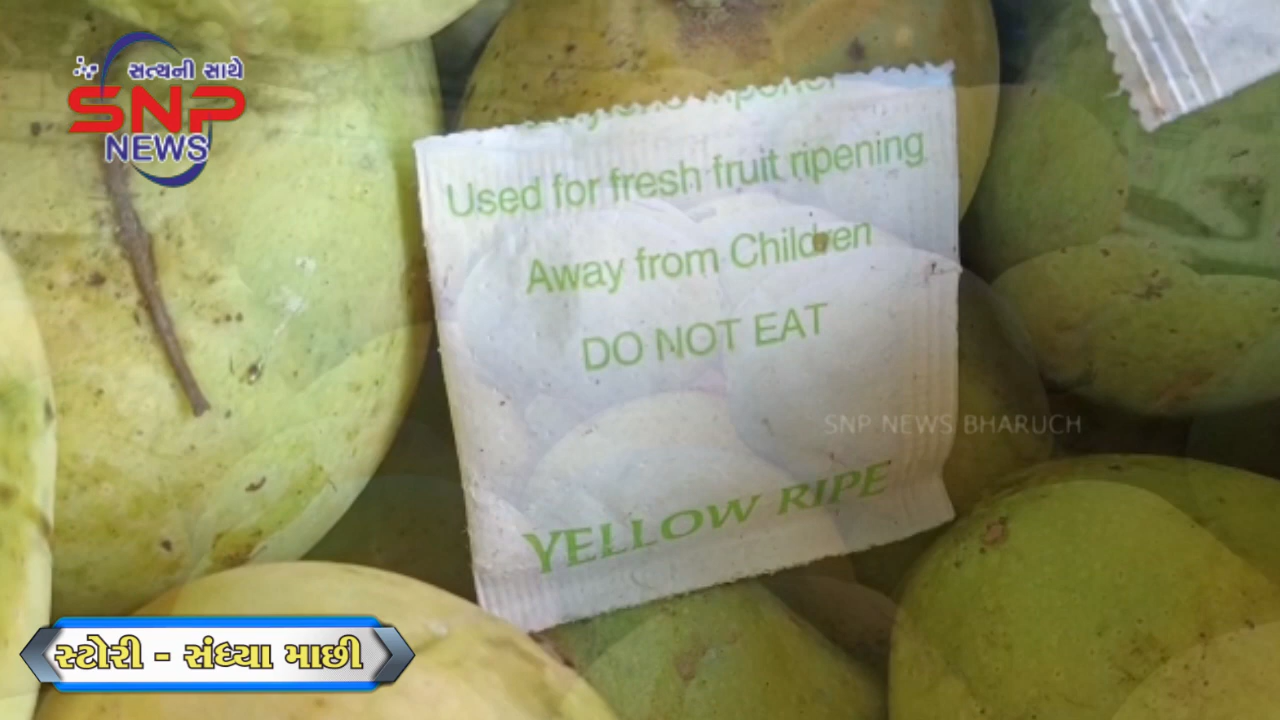 સત્યની સાથે
SNP
NEWS
Used for fresh fruit ripening
Away from Children
DO NOT EAT
SNP NEWS BHARUCH
YELLOW RIPE
સ્ટોરી - સંધ્યા માછી